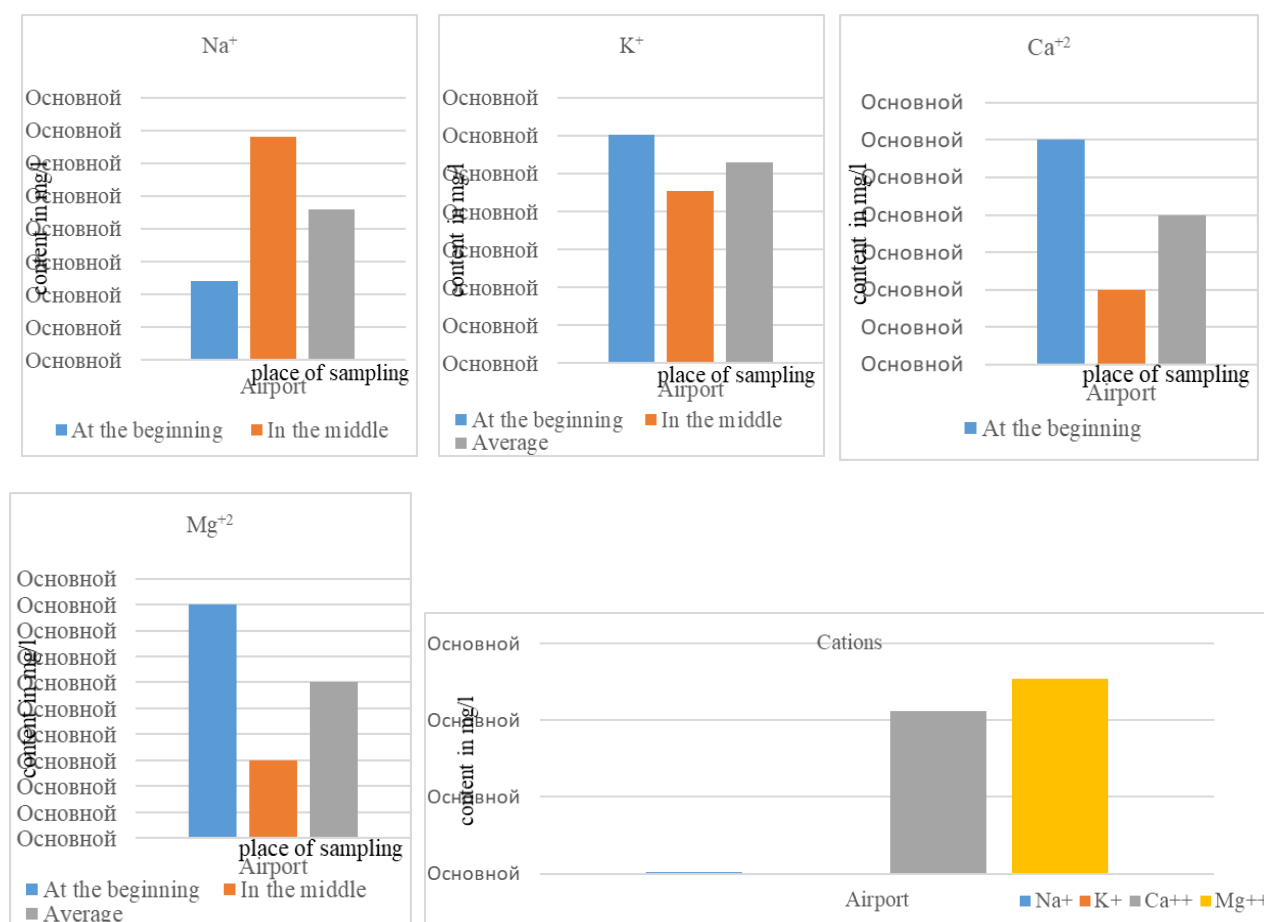 Na+
Основной
Основной
Основной
Основной
Основной
Основной
Основной
Основной
Основной
content in mg/l
place of sampling
Airport
At the beginning In the middle
K+
Основной
Основной
Основной
Основной
Основной
Основной
Основной
Основной
content in mg/l
place of sampling
Airport
At the beginning In the middle
Average
Ca+2
Основной
Основной
Основной
Основной
Основной
Основной
Основной
Основной
content in mg/l
place of sampling
Airport
At the beginning
Mg+2
Основной
Основной
Основной
Основной
Основной
Основной
Основной
Основной
Основной
Основной
Основной
content in mg/l
place of sampling
Airport
At the beginning In the middle
Average
Cations
Основной
Основной
Основной
Основной
content in mg/l
Airport
Na+ K+ Ca++ Mg++